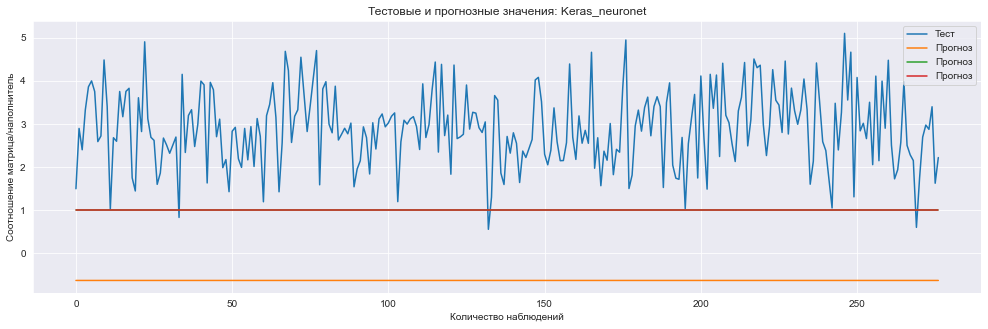 Тестовые и прогнозные значения: Keras_neuronet
Соотношение матрица/наполнитель
5
4
3
2
1
0
Тест
Прогноз
Прогноз
Прогноз
0 50 100 150 200 250
Количество наблюдений